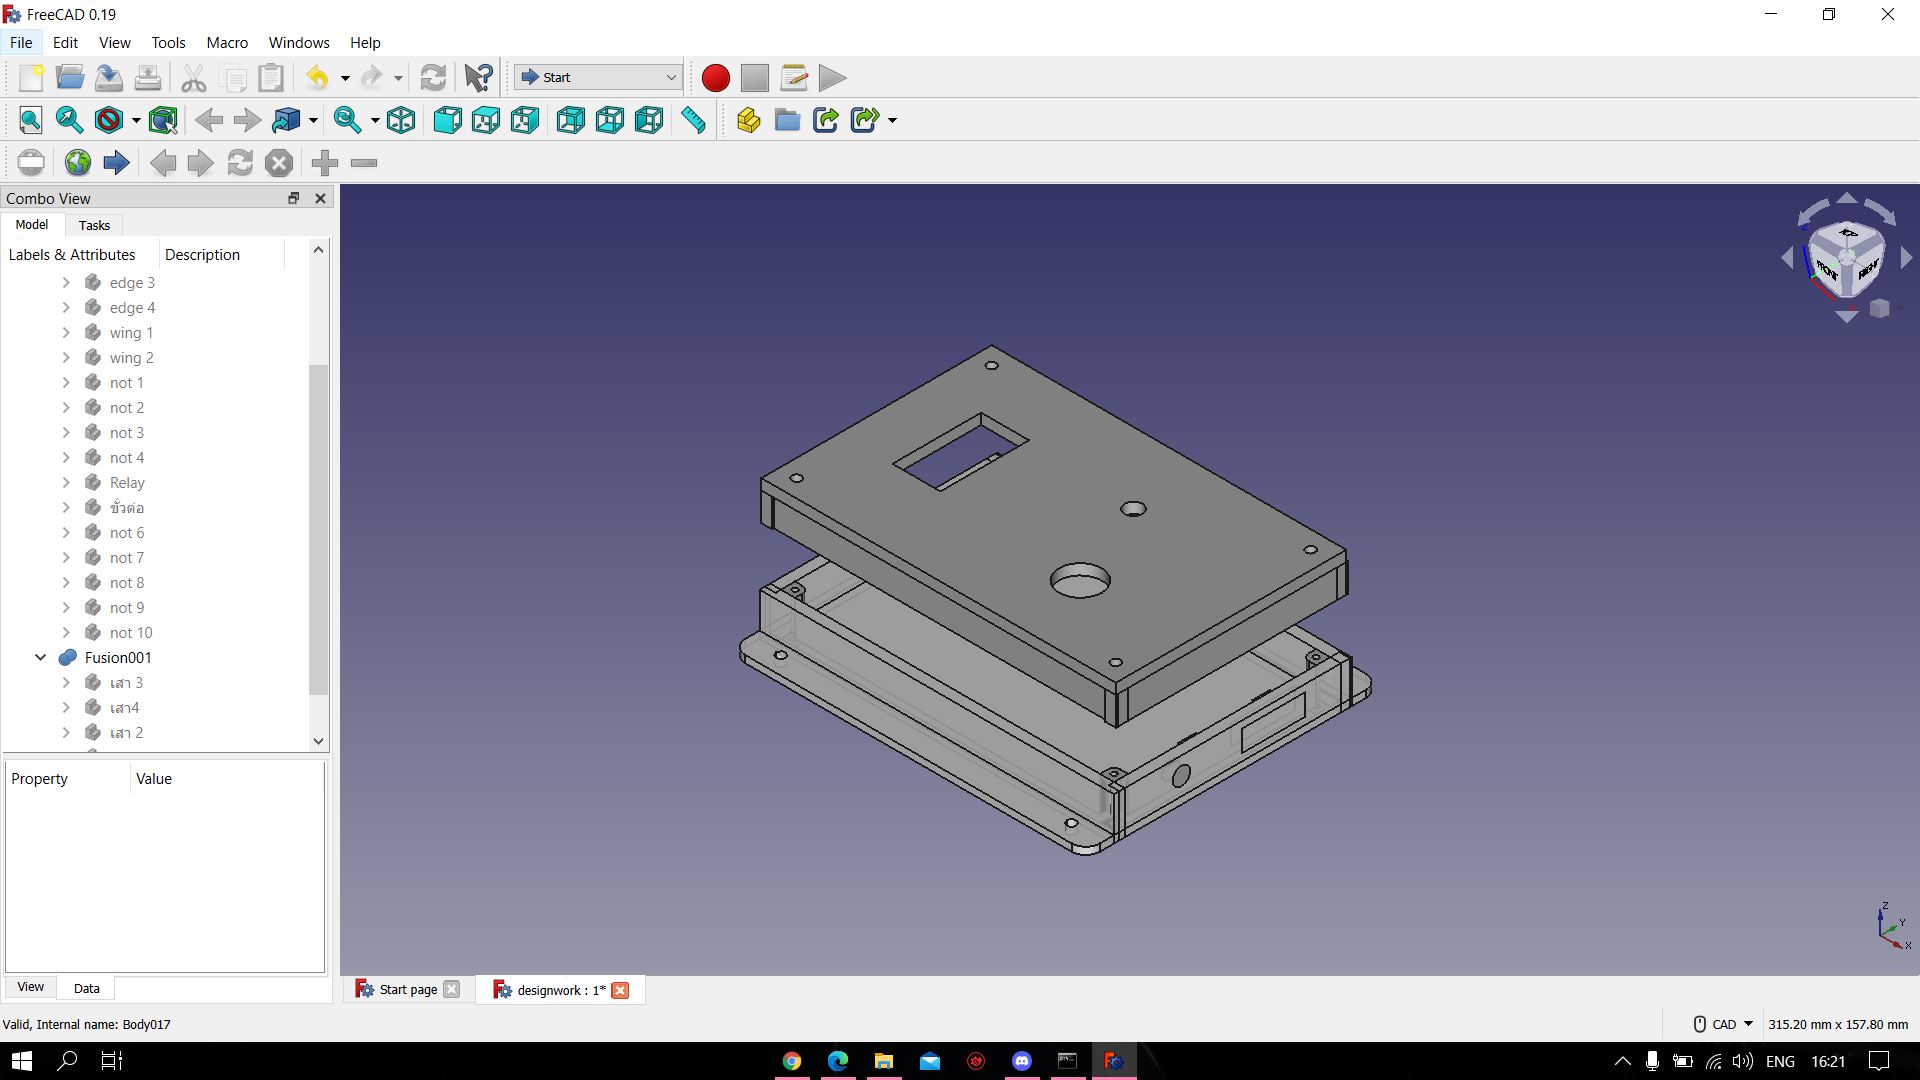 FreeCAD 0.19
File Edit View Tools Macro Windows Help
Start
Combo View
Model Tasks
Labels & Attributes Description
edge 3
edge 4
wing 1
wing 2
not 1
not 2
not 3
not 4
Relay
ขั้วต่อ
not 6
not 7
not 8
not 9
not 10
Fusion001
เสา 3
เสา4
เสา 2
Property Value
View Data
TOP
FRONT RIGHT
Z
Y
X
Start page designwork : 1*
Valid, Internal name: Body017
CAD 315.20 mm x 157.80 mm
ENG 16:21